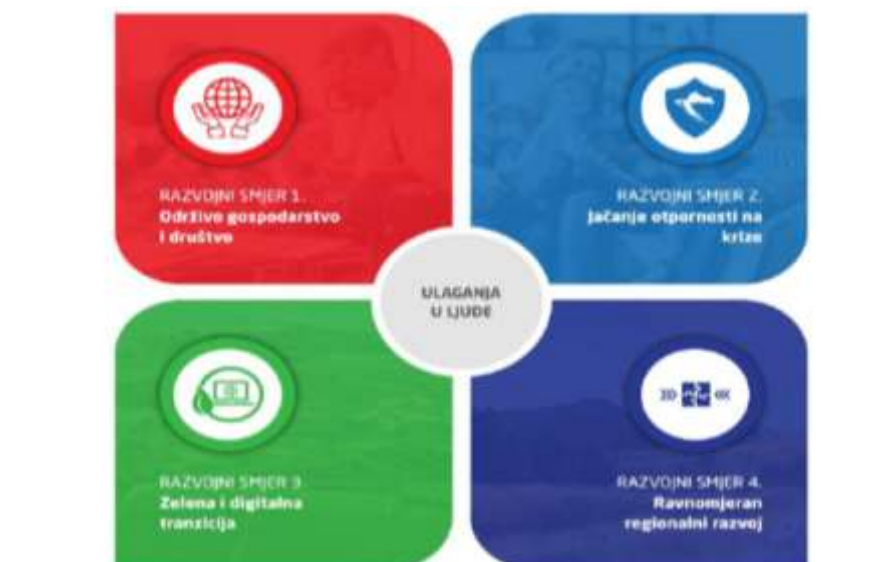 RAZVOJNI SMJER 1.
Održivo gospodarstvo
i društvo
RAZVOJNI SMJER 2.
Jačanje otpornosti na
krize
ULAGANJA
U LJUDE
RAZVOJNI SMJER 3
Zelena i digitalna
tranzicija
RAZVOJNI SMJER 4.
Ravnomjeran
regionalni razvoj